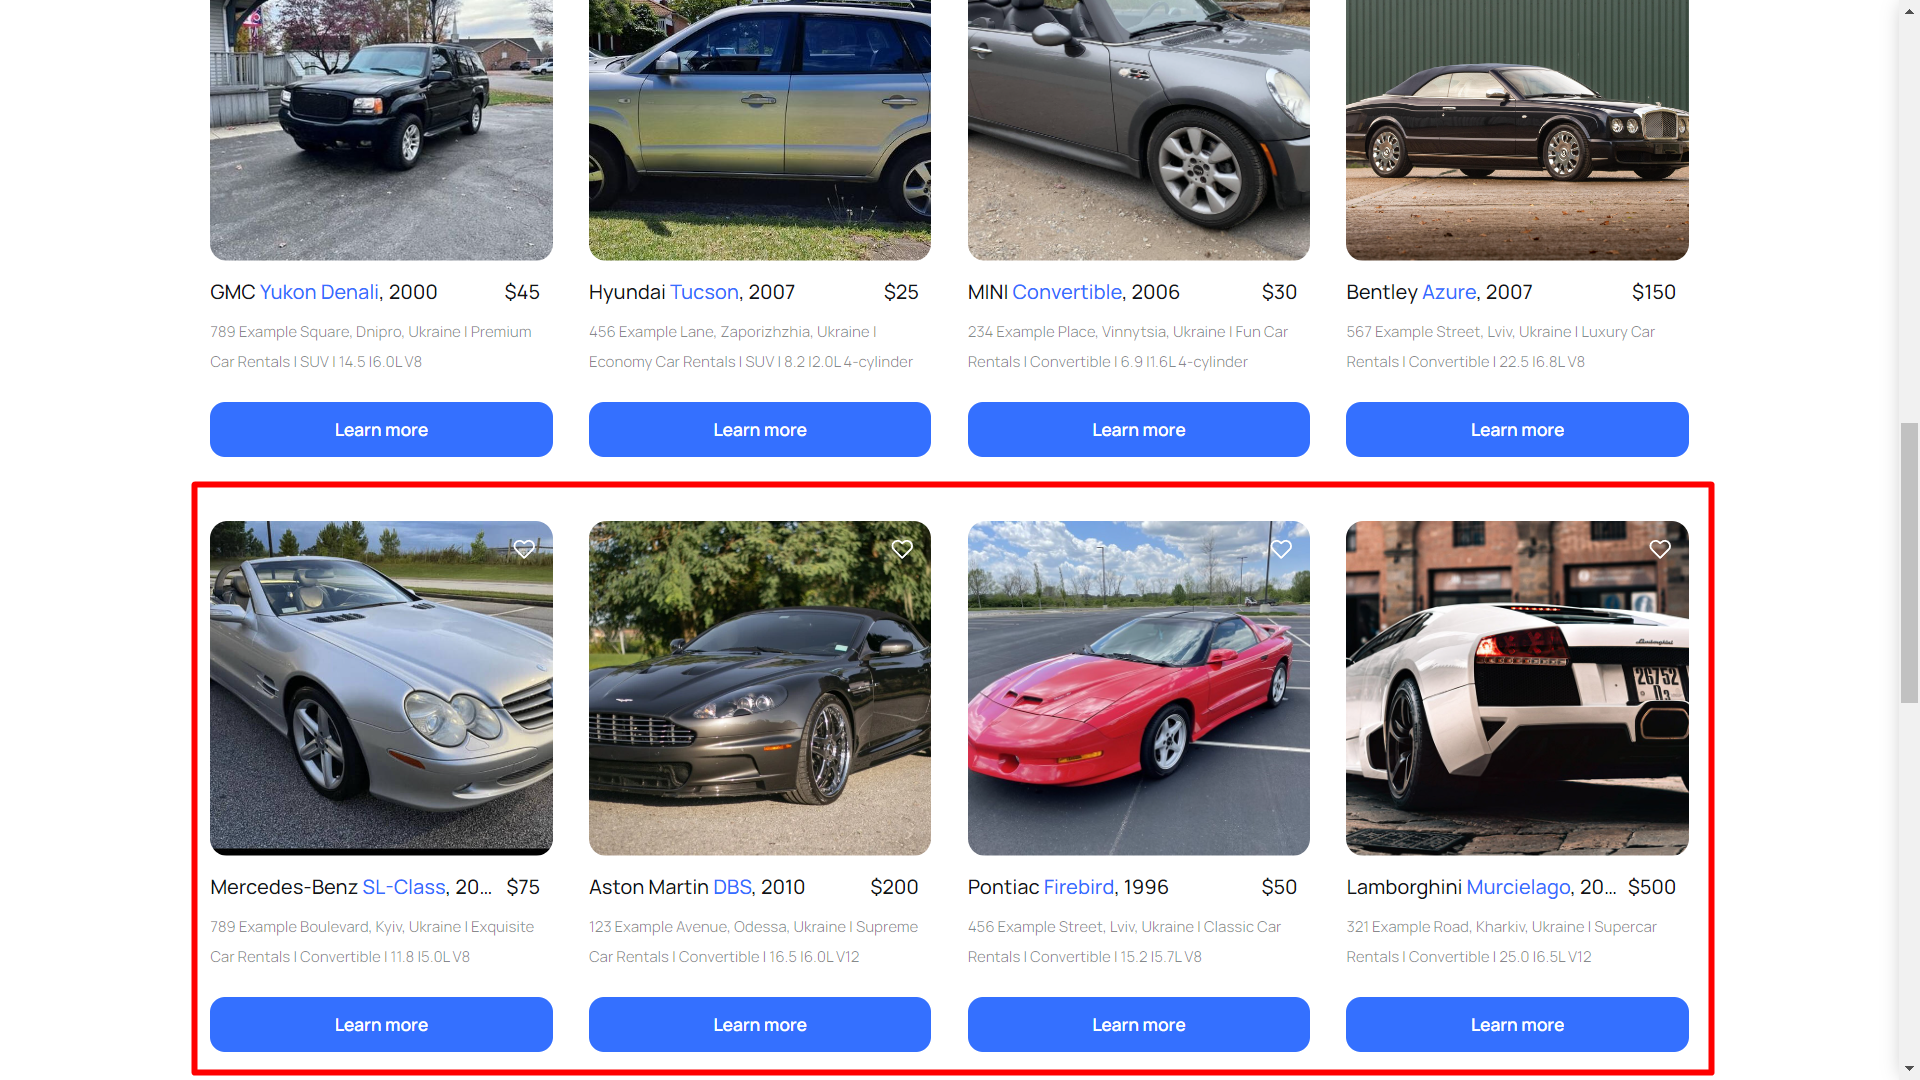 GMC Yukon Denali, 2000 $45
789 Example Square, Dnipro, Ukraine | Premium
Car Rentals | SUV | 14.5 |6.0L V8
Learn more
Hyundai Tucson, 2007 $25
456 Example Lane, Zaporizhzhia, Ukraine |
Economy Car Rentals | SUV | 8.2 |2.0L 4-cylinder
Learn more
MINI Convertible, 2006 $30
234 Example Place, Vinnytsia, Ukraine | Fun Car
Rentals | Convertible | 6.9 |1.6L 4-cylinder
Learn more
Bentley Azure, 2007 $150
567 Example Street, Lviv, Ukraine | Luxury Car
Rentals | Convertible | 22.5 |6.8L V8
Learn more
Mercedes-Benz SL-Class, 20... $75
789 Example Boulevard, Kyiv, Ukraine | Exquisite
Car Rentals | Convertible | 11.8 |5.0L V8
Learn more
Aston Martin DBS, 2010 $200
123 Example Avenue, Odessa, Ukraine | Supreme
Car Rentals | Convertible | 16.5 |6.0L V12
Learn more
Pontiac Firebird, 1996 $50
456 Example Street, Lviv, Ukraine | Classic Car
Rentals | Convertible | 15.2 |5.7L V8
Learn more
Lamborghini
26752
Lamborghini Murcielago, 20... $500
321 Example Road, Kharkiv, Ukraine | Supercar
Rentals | Convertible | 25.0 |6.5L V12
Learn more